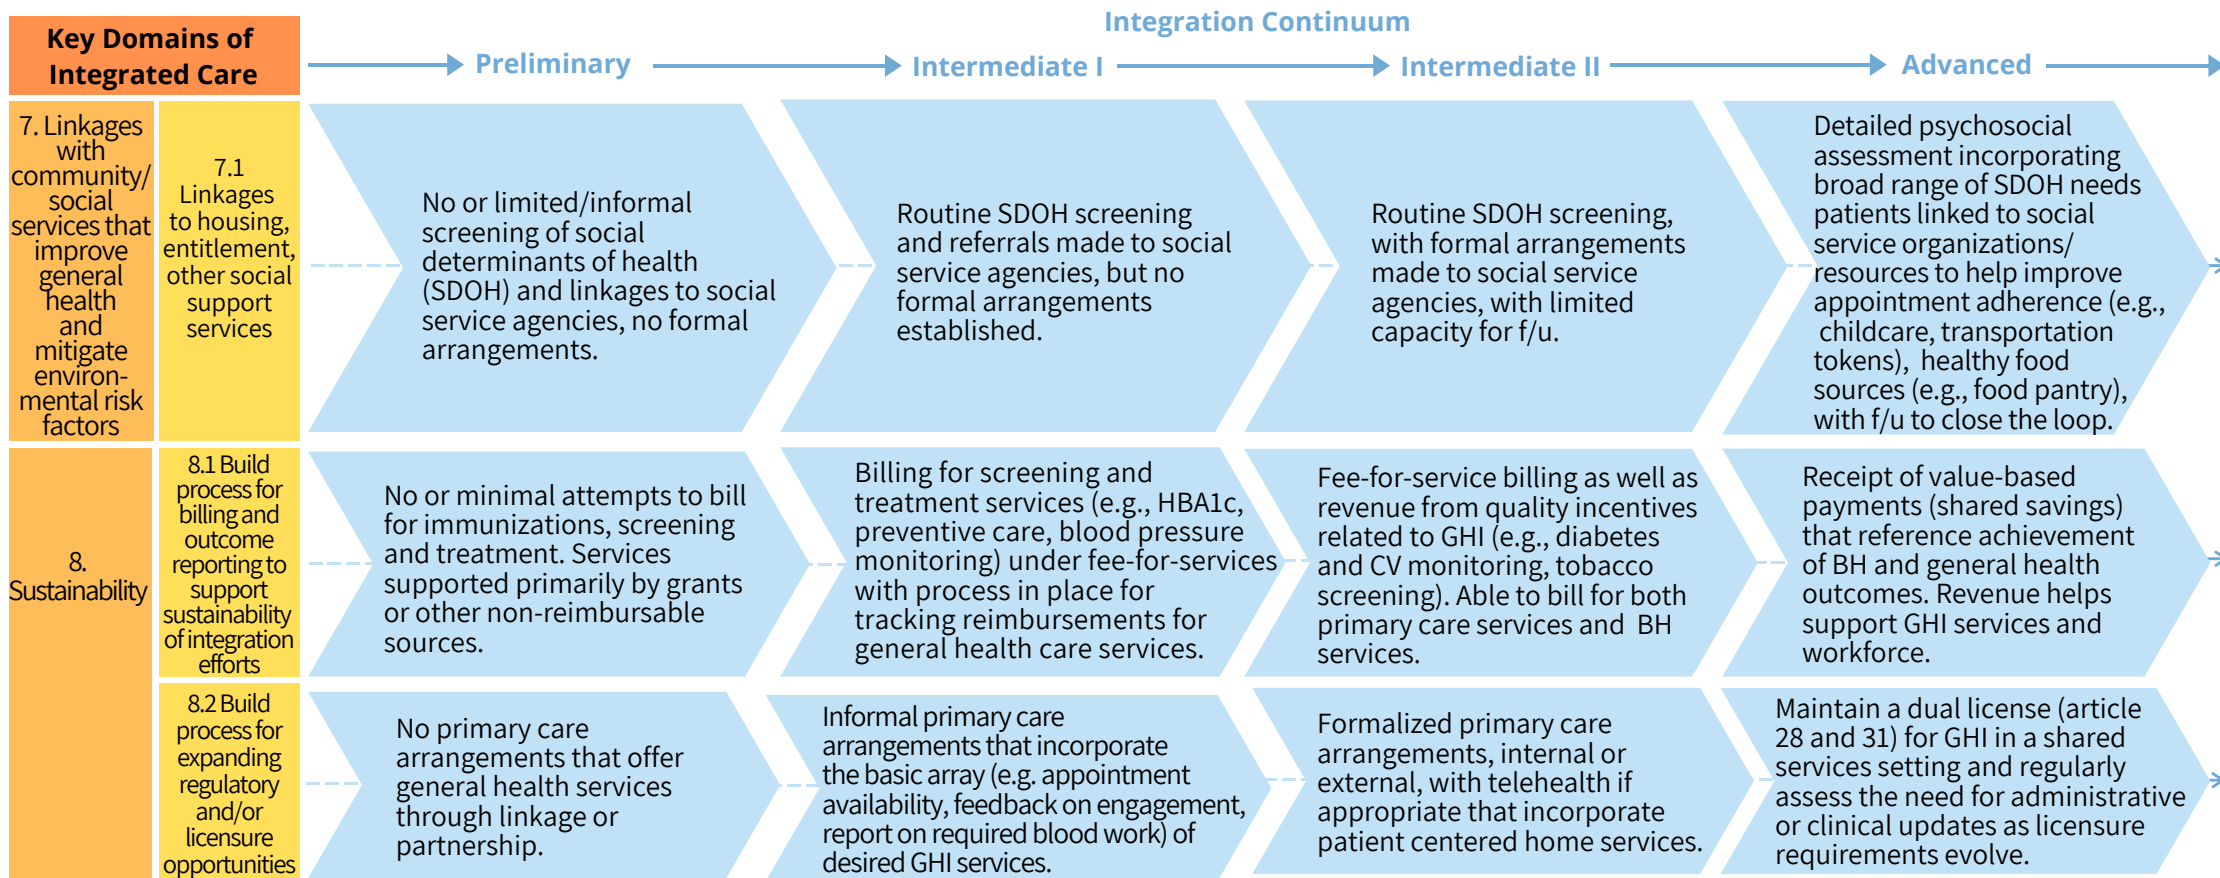 Integration Continuum
Key Domains of
Integrated Care
Preliminary
Intermediate I
Intermediate II
Advanced
7. Linkages
with
community/
social
services that
improve
general
health
and
mitigate
environ-
mental risk
factors
7.1
Linkages
to housing,
entitlement,
other social
support
services
No or limited/informal
screening of social
determinants of health
(SDOH) and linkages to social
service agencies, no formal
arrangements.
Routine SDOH screening
and referrals made to social
service agencies, but no
formal arrangements
established.
Routine SDOH screening,
with formal arrangements
made to social service
agencies, with limited
capacity for f/u.
Detailed psychosocial
assessment incorporating
broad range of SDOH needs
patients linked to social
service organizations/
resources to help improve
appointment adherence (e.g.,
childcare, transportation
tokens), healthy food
sources (e.g., food pantry),
with f/u to close the loop.
8.
Sustainability
8.1 Build
process for
billing and
outcome
reporting to
support
sustainability
of integration
efforts
No or minimal attempts to bill
for immunizations, screening
and treatment. Services
supported primarily by grants
or other non-reimbursable
sources.
Billing for screening and
treatment services (e.g., HBA1c,
preventive care, blood pressure
monitoring) under fee-for-services
with process in place for
tracking reimbursements for
general health care services.
Fee-for-service billing as well as
revenue from quality incentives
related to GHI (e.g., diabetes
and CV monitoring, tobacco
screening). Able to bill for both
primary care services and BH
services.
Receipt of value-based
payments (shared savings)
that reference achievement
of BH and general health
outcomes. Revenue helps
support GHI services and
workforce.
8.2 Build
process for
expanding
regulatory
and/or
licensure
opportunities
No primary care
arrangements that offer
general health services
through linkage or
partnership.
Informal primary care
arrangements that incorporate
the basic array (e.g. appointment
availability, feedback on engagement,
report on required blood work) of
desired GHI services.
Formalized primary care
arrangements, internal or
external, with telehealth if
appropriate that incorporate
patient centered home services.
Maintain a dual license (article
28 and 31) for GHI in a shared
services setting and regularly
assess the need for administrative
or clinical updates as licensure
requirements evolve.